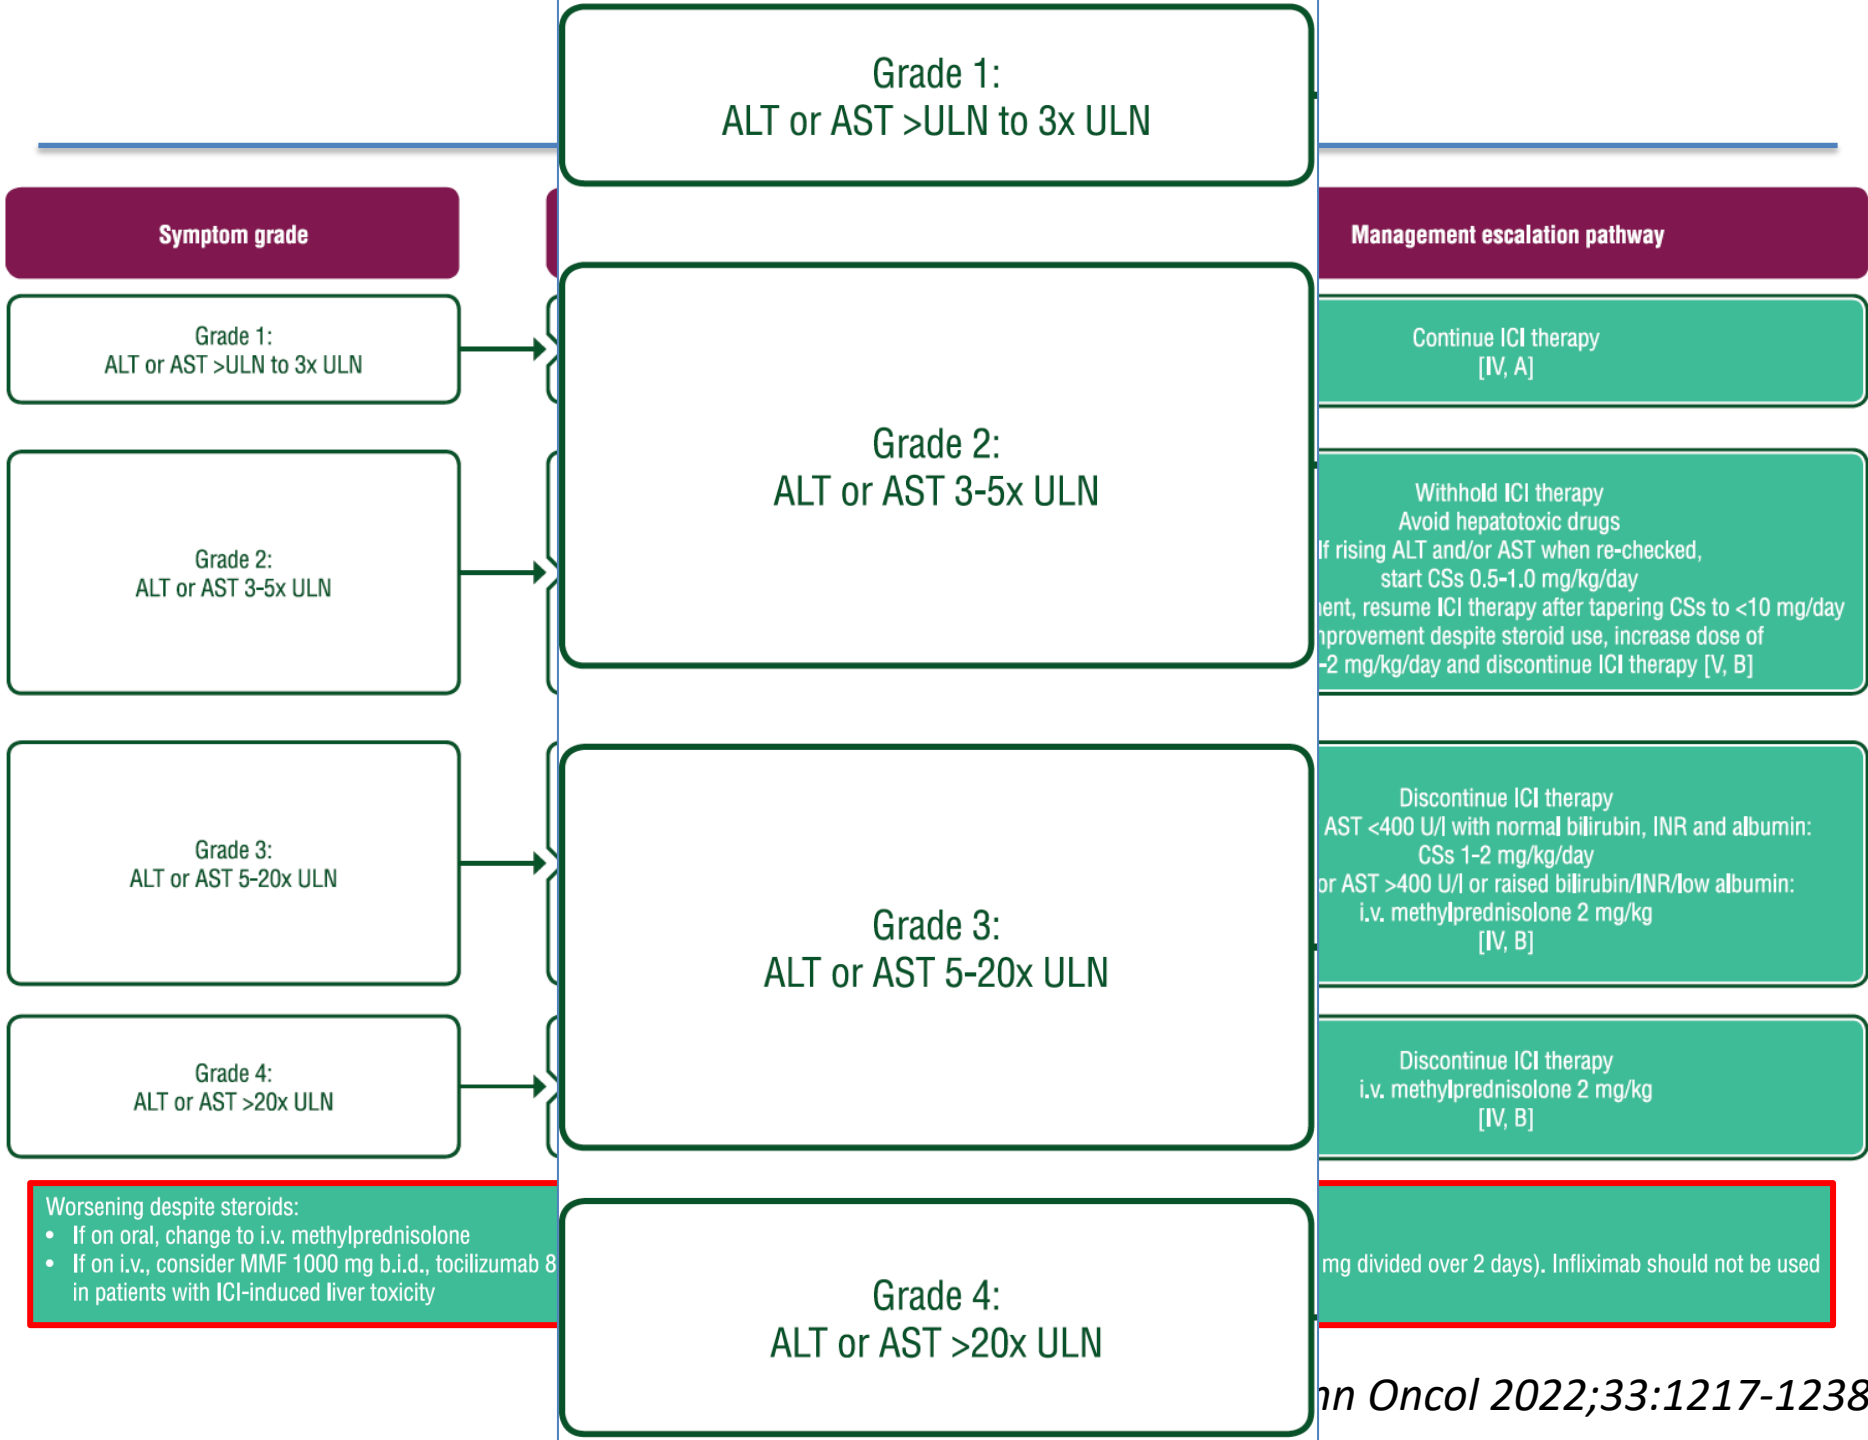 Grade 1:
ALT or AST >ULN to 3x ULN
Grade 2:
ALT or AST 3-5x ULN
Grade 3:
ALT or AST 5-20x ULN
Grade 4:
ALT or AST >20x ULN
Symptom grade
Management escalation pathway
Grade 1:
ALT or AST >ULN to 3x ULN
Continue ICI therapy
[IV, A]
Grade 2:
ALT or AST 3-5x ULN
Withhold ICI therapy
Avoid hepatotoxic drugs
If rising ALT and/or AST when re-checked,
start CSs 0.5-1.0 mg/kg/day
resume ICI therapy after tapering CSs to <10 mg/day
despite steroid use, increase dose of
-2 mg/kg/day and discontinue ICI therapy [V, B]
Grade 3:
ALT or AST 5-20x ULN
Discontinue ICI therapy
AST <400 U/l with normal bilirubin, INR and albumin:
CSs 1-2 mg/kg/day
or AST >400 U/l or raised bilirubin/INR/low albumin:
i.v. methylprednisolone 2 mg/kg
[IV, B]
Grade 4:
ALT or AST >20x ULN
Discontinue ICI therapy
i.v. methylprednisolone 2 mg/kg
[IV, B]
Worsening despite steroids:
• If on oral, change to i.v. methylprednisolone
• If on i.v., consider MMF 1000 mg b.i.d., tocilizumab 8
mg divided over 2 days). Infliximab should not be used
in patients with ICI-induced liver toxicity
Oncol 2022;33:1217-1238